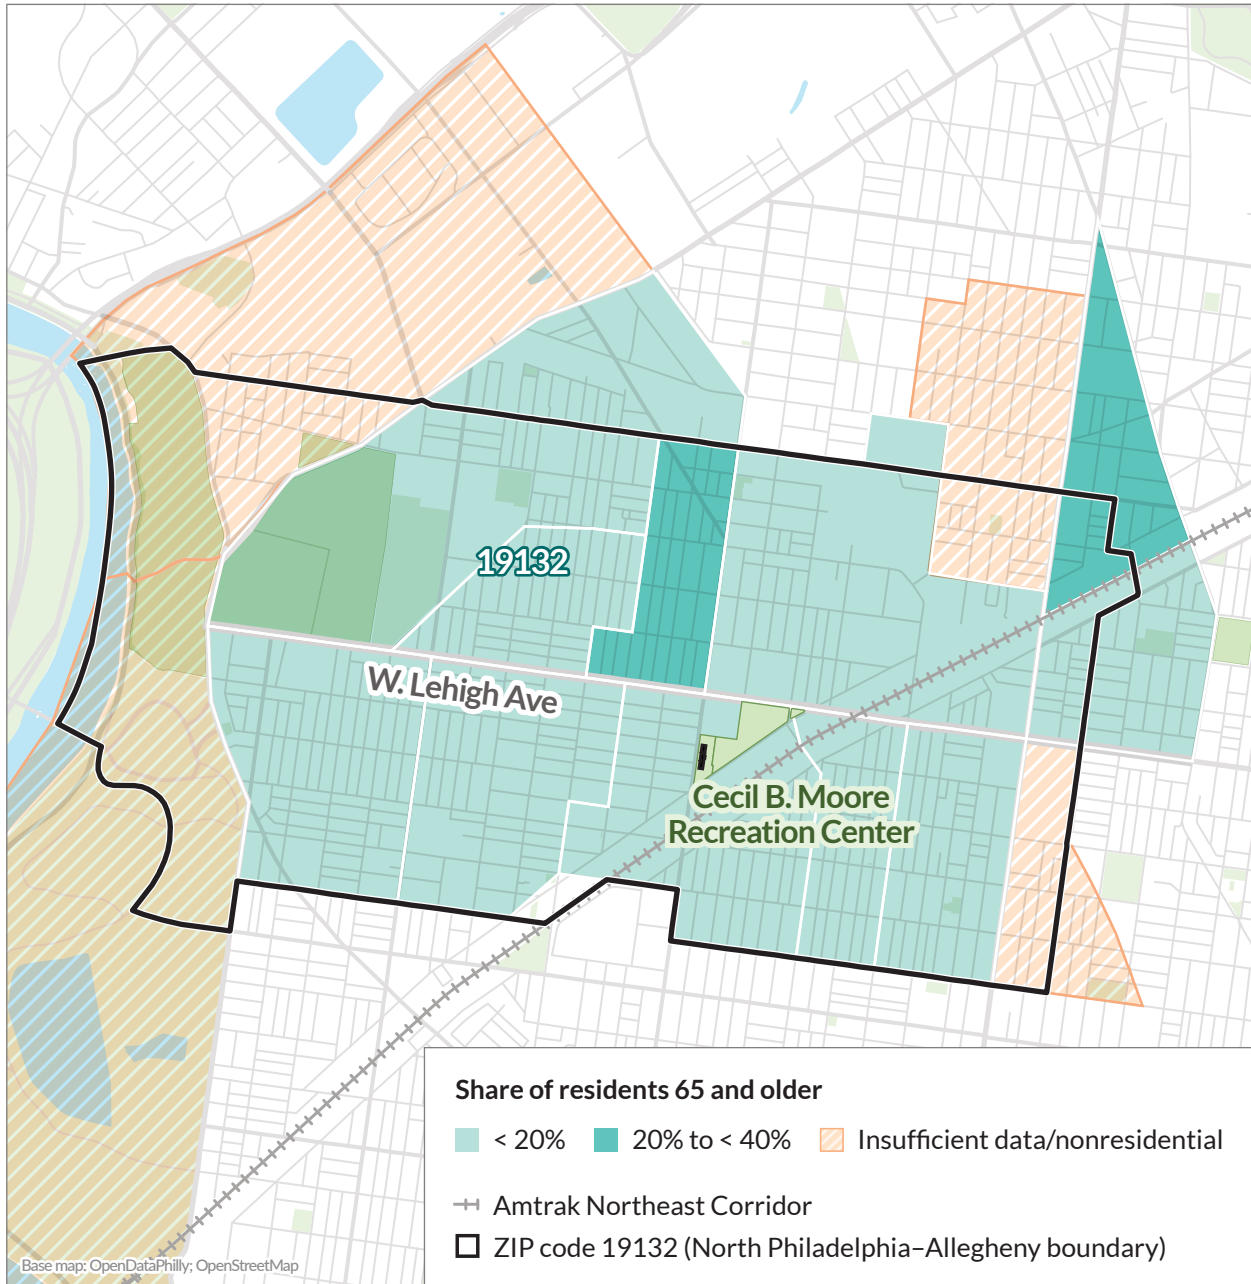 19132
W. Lehigh Ave
Cecil B. Moore
Recreation Center
Share of residents 65 and older
< 20%
20% to < 40%
Insufficient data/nonresidential
Amtrak Northeast Corridor
ZIP code 19132 (North Philadelphia–Allegheny boundary)
Base map: OpenDataPhilly; OpenStreetMap